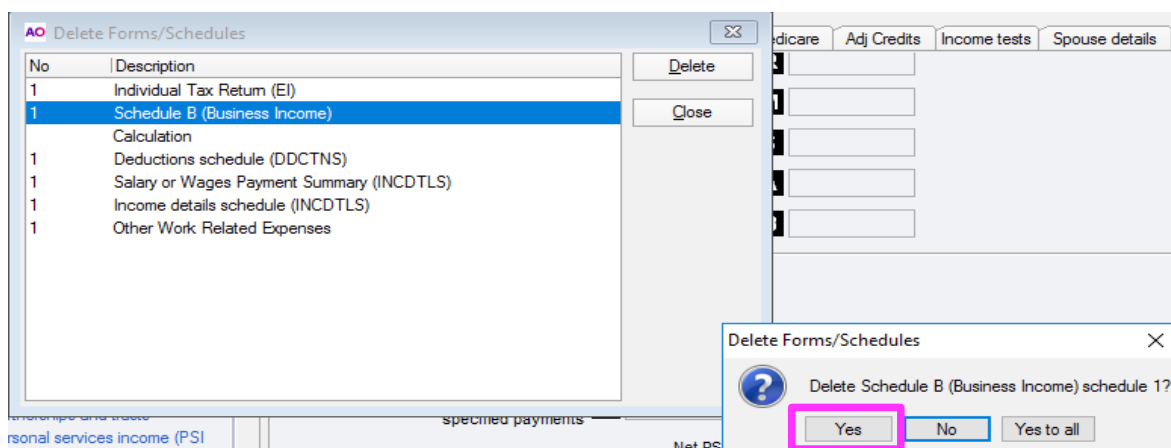 AO Delete Forms/Schedules
edicare Adj Credits Income tests Spouse details
No Description Delete
1 Individual Tax Return (EI)
1 Schedule B (Business Income) Close
Calculation
1 Deductions schedule (DDCTNS)
1 Salary or Wages Payment Summary (INCDTLS)
1 Income details schedule (INCDTLS)
1 Other Work Related Expenses
Delete Forms/Schedules
Delete Schedule B (Business Income) schedule 1?
specified payments
Yes No Yes to all
rsonal services income (PSI
Net PS